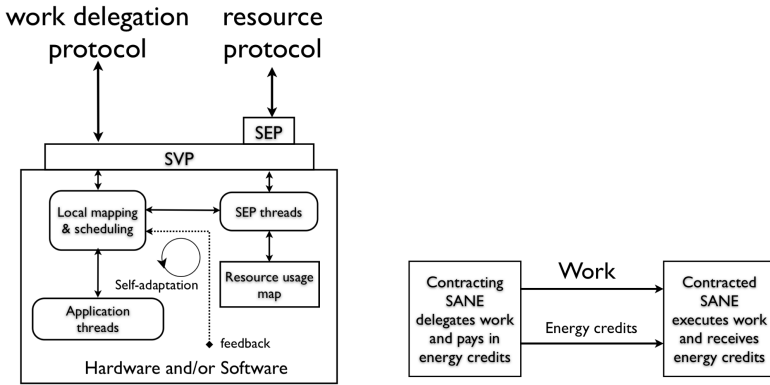 work delegation
protocol
resource
protocol
SEP
SVP
Local mapping
& scheduling
SEP threads
Self-adaptation
Resource usage
map
Application
threads
feedback
Hardware and/or Software
Contracting
SANE
delegates work
and pays in
energy credits
Work
Energy credits
Contracted
SANE
executes work
and receives
energy credits